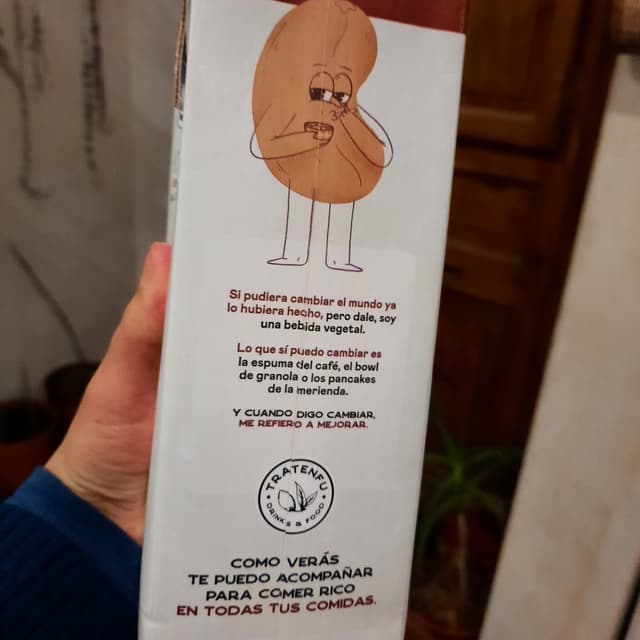 Si pudiera cambiar el mundo ya
lo hubiera hecho, pero dale, soy
una bebida vegetal.
Lo que sí puedo cambiar es
la espuma del café, el bowl
de granola o los pancakes
de la merienda.
Y CUANDO DIGO CAMBIAR,
ME REFIERO A MEJORAR.
TRATENFU
DRINKS & FOOD
COMO VERÁS
TE PUEDO ACOMPAÑAR
PARA COMER RICO
EN TODAS TUS COMIDAS.